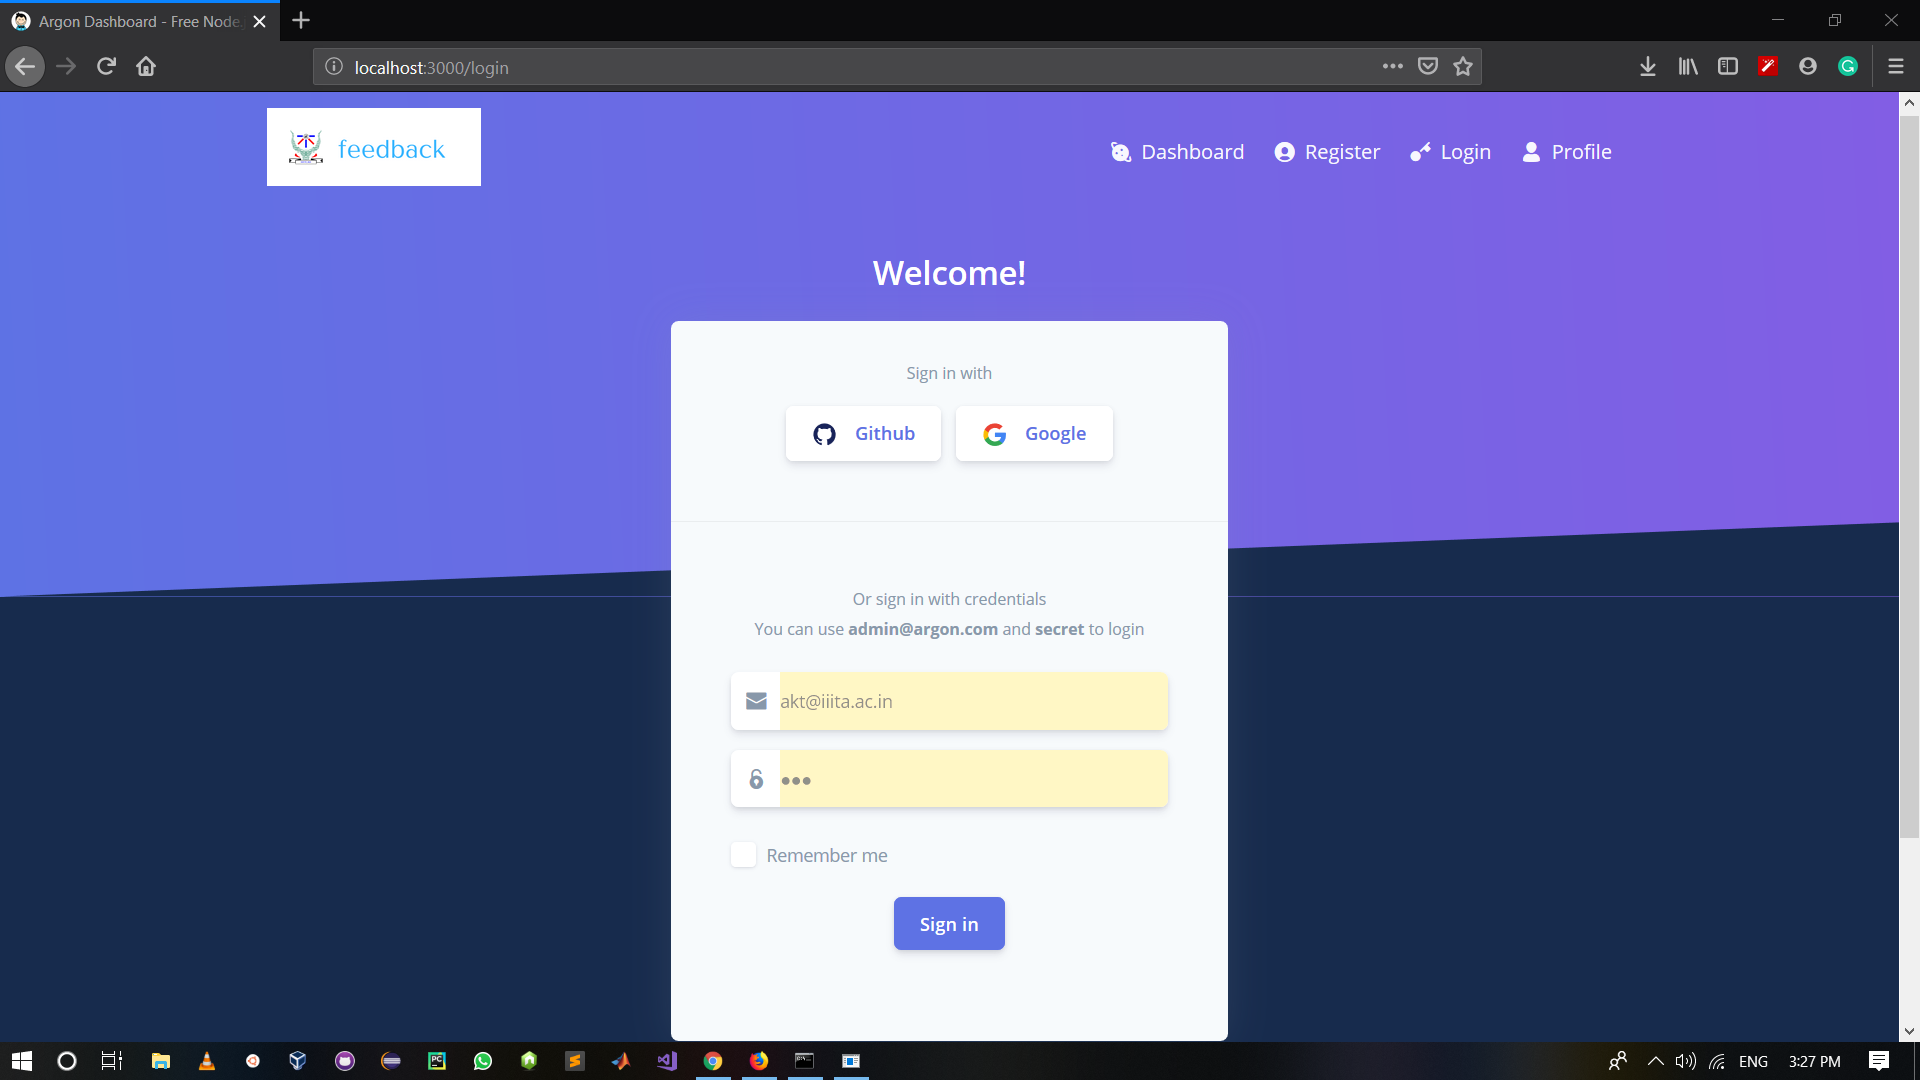 Argon Dashboard - Free Node.
localhost:3000/login
feedback
Dashboard
Register
Login
Profile
Welcome!
Sign in with
Github
Google
Or sign in with credentials
You can use admin@argon.com and secret to login
akt@iiita.ac.in
Remember me
Sign in
ENG
3:27 PM